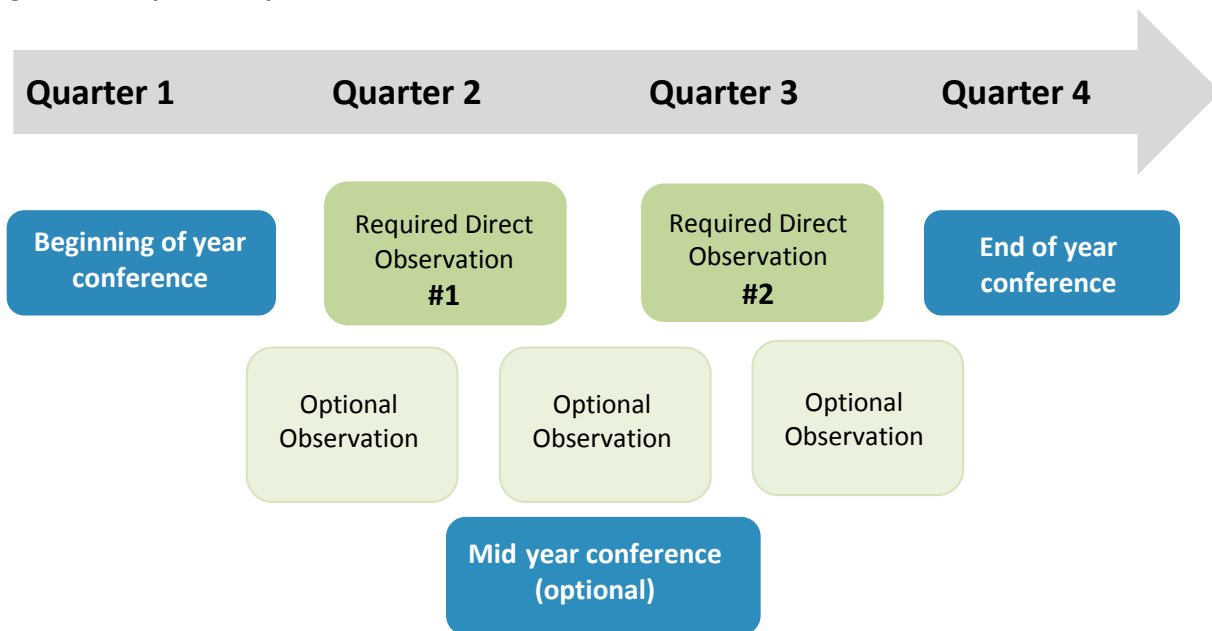 Quarter 1 Quarter 2 Quarter 3 Quarter 4
Beginning of year
conference
Required Direct
Observation
#1
Required Direct
Observation
#2
End of year
conference
Optional
Observation
Optional
Observation
Optional
Observation
Mid year conference
(optional)